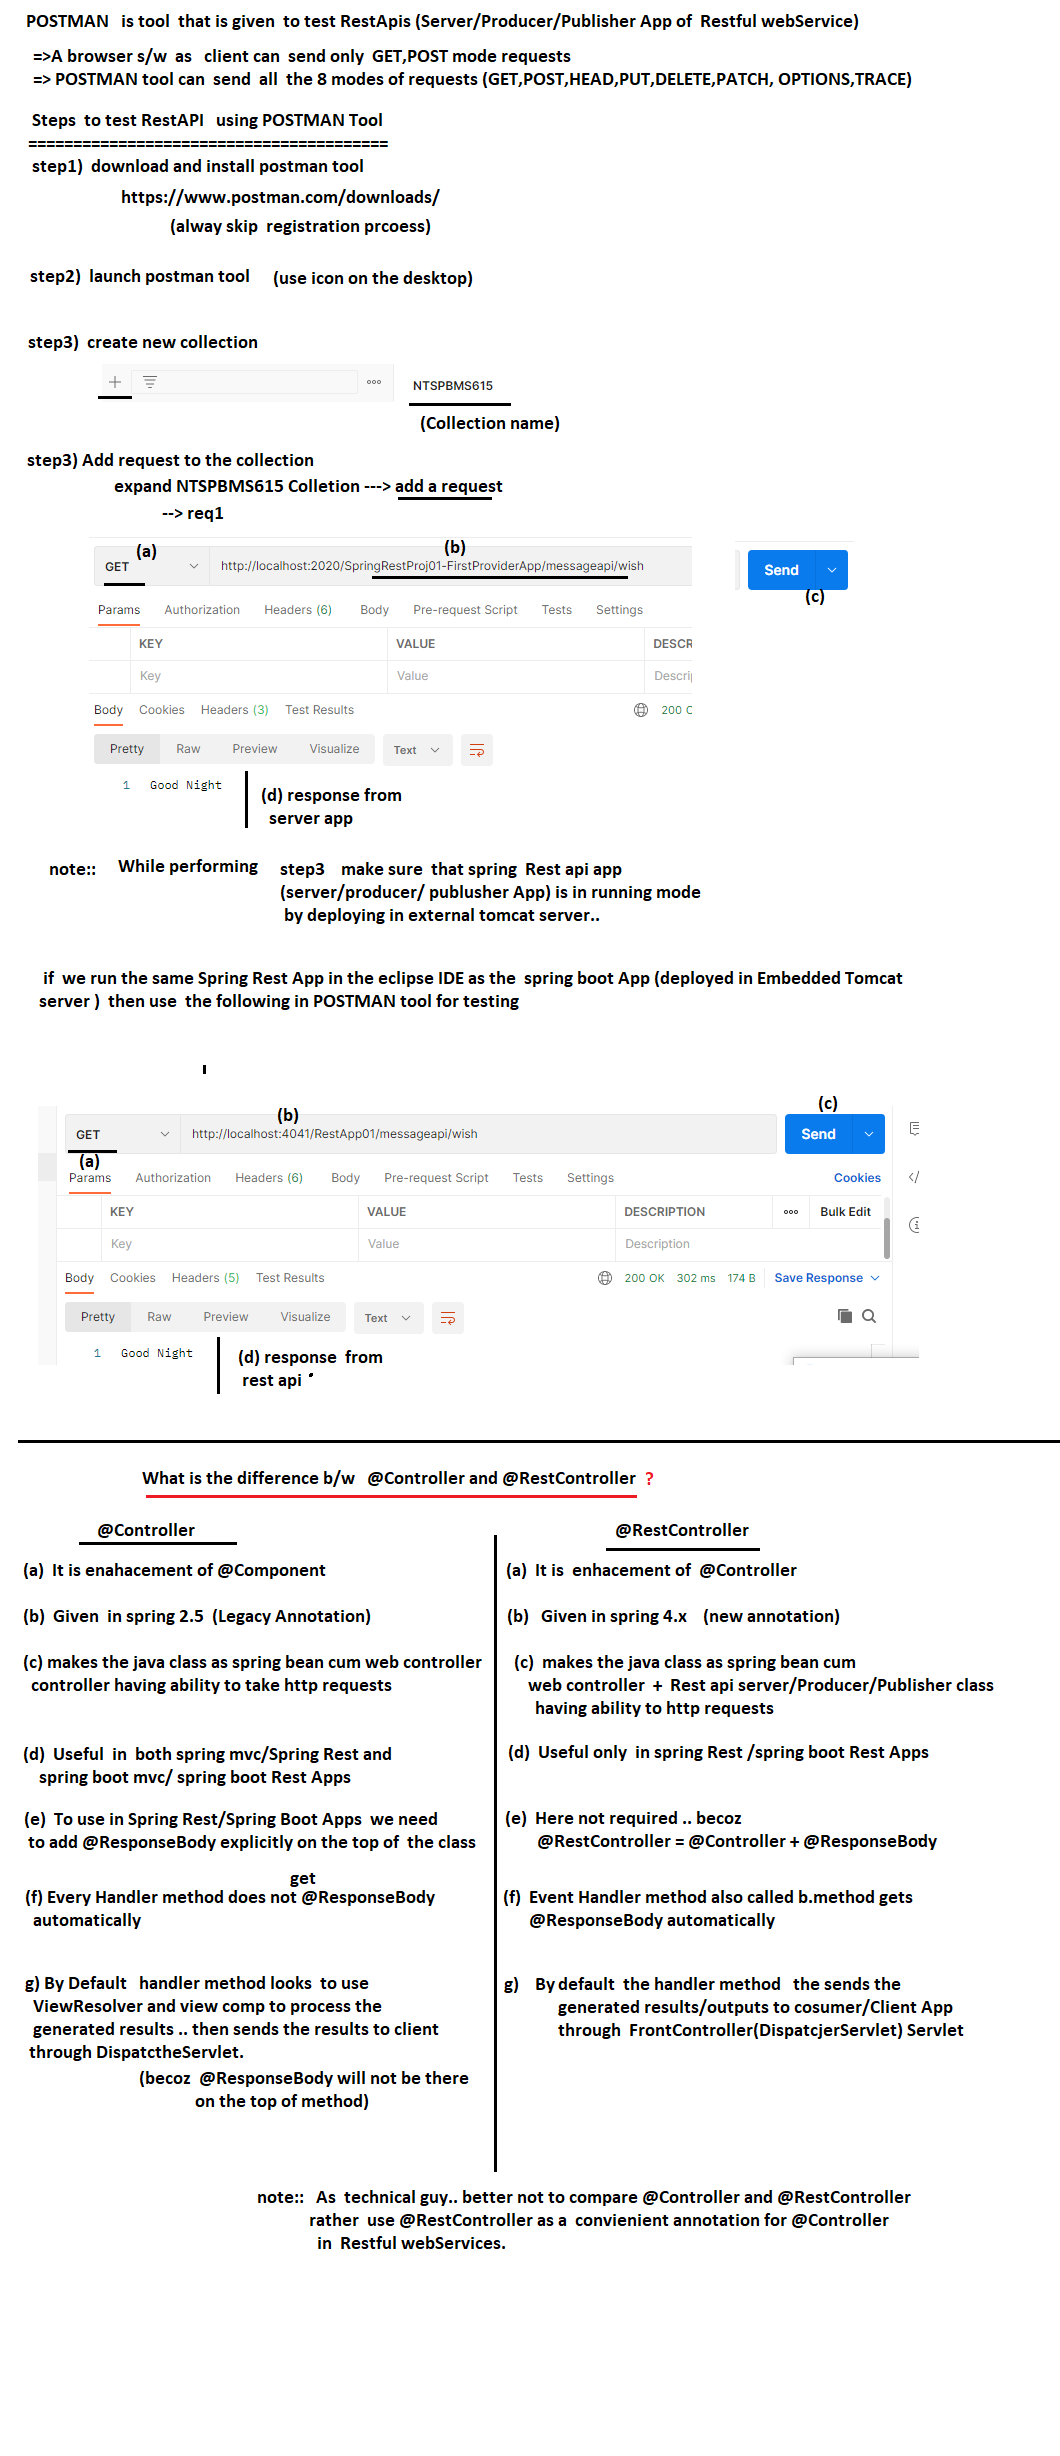 POSTMAN is tool that is given to test RestApis (Server/Producer/Publisher App of Restful webService)
=>A browser s/w as client can send only GET,POST mode requests
=> POSTMAN tool can send all the 8 modes of requests (GET,POST,HEAD,PUT,DELETE,PATCH, OPTIONS,TRACE)
Steps to test RestAPI using POSTMAN Tool
========================================
step1) download and install postman tool
https://www.postman.com/downloads/
(alway skip registration prcoess)
step2) launch postman tool (use icon on the desktop)
step3) create new collection
NTSPBMS615
(Collection name)
step3) Add request to the collection
expand NTSPBMS615 Colletion ---> add a request
--> req1
(a) (b)
GET http://localhost:2020/SpringRestProj01-FirstProviderApp/messageapi/wish Send
(c)
Params Authorization Headers (6) Body Pre-request Script Tests Settings
KEY VALUE DESCR
Key Value Descri
Body Cookies Headers (3) Test Results 200 O
Pretty Raw Preview Visualize Text
1 Good Night
(d) response from
server app
note:: While performing step3 make sure that spring Rest api app
(server/producer/ publusher App) is in running mode
by deploying in external tomcat server..
if we run the same Spring Rest App in the eclipse IDE as the spring boot App (deployed in Embedded Tomcat
server ) then use the following in POSTMAN tool for testing
(b) (c)
GET http://localhost:4041/RestApp01/messageapi/wish Send
(a)
Params Authorization Headers (6) Body Pre-request Script Tests Settings Cookies
KEY VALUE DESCRIPTION Bulk Edit
Key Value Description
Body Cookies Headers (5) Test Results 200 OK 302 ms 174 B Save Response
Pretty Raw Preview Visualize Text
1 Good Night
(d) response from
rest api
What is the difference b/w @Controller and @RestController ?
@Controller
(a) It is enahacement of @Component
(b) Given in spring 2.5 (Legacy Annotation)
(c) makes the java class as spring bean cum web controller
controller having ability to take http requests
(d) Useful in both spring mvc/Spring Rest and
spring boot mvc/ spring boot Rest Apps
(e) To use in Spring Rest/Spring Boot Apps we need
to add @ResponseBody explicitly on the top of the class
get
(f) Every Handler method does not @ResponseBody
automatically
g) By Default handler method looks to use
ViewResolver and view comp to process the
generated results .. then sends the results to client
through DispatctheServlet.
(becoz @ResponseBody will not be there
on the top of method)
@RestController
(a) It is enhacement of @Controller
(b) Given in spring 4.x (new annotation)
(c) makes the java class as spring bean cum
web controller + Rest api server/Producer/Publisher class
having ability to http requests
(d) Useful only in spring Rest /spring boot Rest Apps
(e) Here not required .. becoz
@RestController = @Controller + @ResponseBody
(f) Event Handler method also called b.method gets
@ResponseBody automatically
g) By default the handler method the sends the
generated results/outputs to cosumer/Client App
through FrontController(DispatcjerServlet) Servlet
note:: As technical guy.. better not to compare @Controller and @RestController
rather use @RestController as a convienient annotation for @Controller
in Restful webServices.